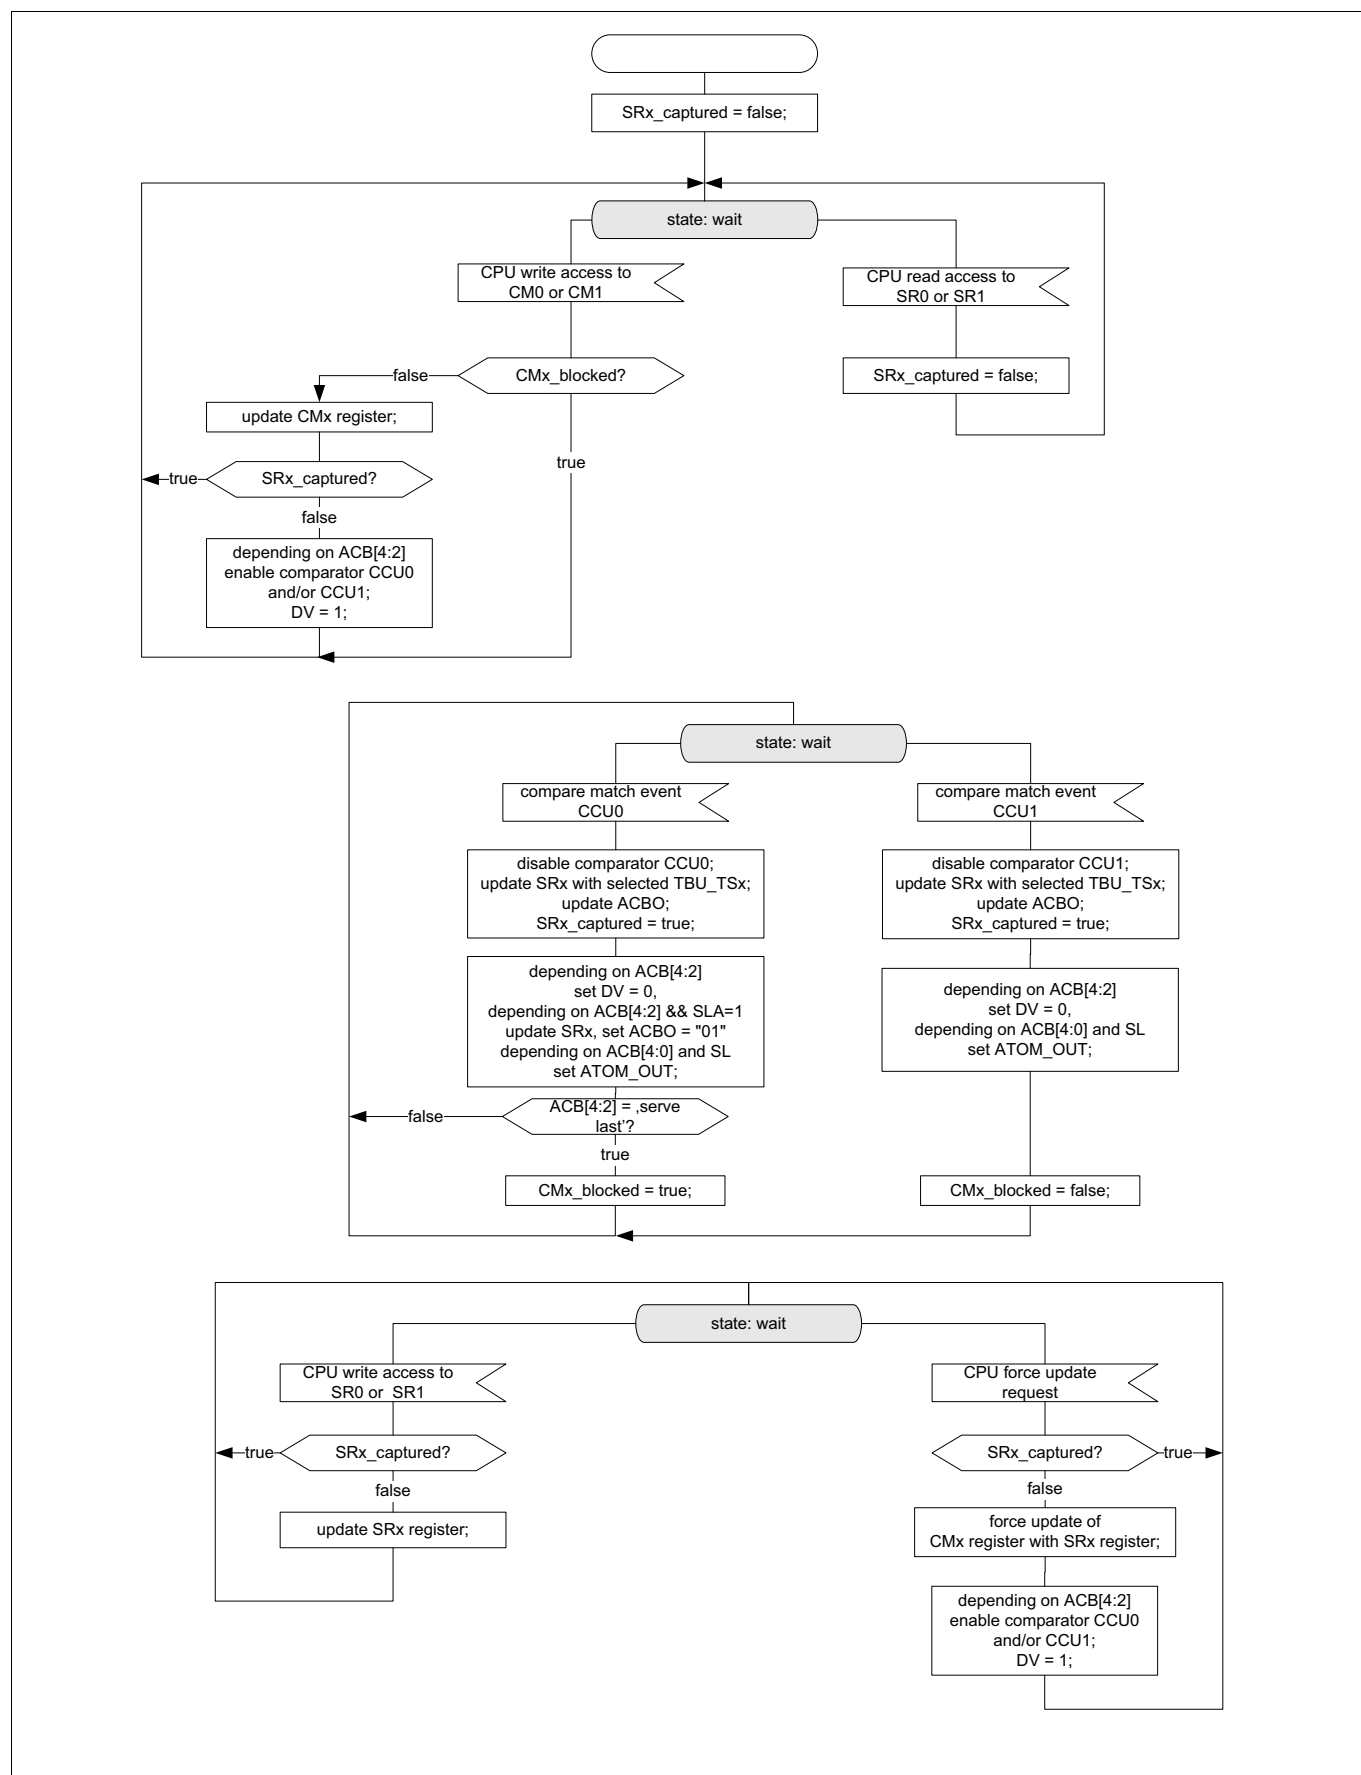 SRx_captured = false;
state: wait
CPU write access to
CM0 or CM1
CPU read access to
SR0 or SR1
false
CMx_blocked?
SRx_captured = false;
update CMx register;
true
true
SRx_captured?
false
depending on ACB[4:2]
enable comparator CCU0
and/or CCU1;
DV = 1;
state: wait
compare match event
CCU0
compare match event
CCU1
disable comparator CCU0;
update SRx with selected TBU_TSx;
update ACBO;
SRx_captured = true;
disable comparator CCU1;
update SRx with selected TBU_TSx;
update ACBO;
SRx_captured = true;
depending on ACB[4:2]
set DV = 0,
depending on ACB[4:2] && SLA=1
update SRx, set ACBO = "01"
depending on ACB[4:0] and SL
set ATOM_OUT;
depending on ACB[4:2]
set DV = 0,
depending on ACB[4:0] and SL
set ATOM_OUT;
false
ACB[4:2] = ‚serve
last’?
true
CMx_blocked = true;
CMx_blocked = false;
state: wait
CPU write access to
SR0 or  SR1
CPU force update
request
true
SRx_captured?
SRx_captured?
true
false
false
update SRx register;
force update of
CMx register with SRx register;
depending on ACB[4:2]
enable comparator CCU0
and/or CCU1;
DV = 1;